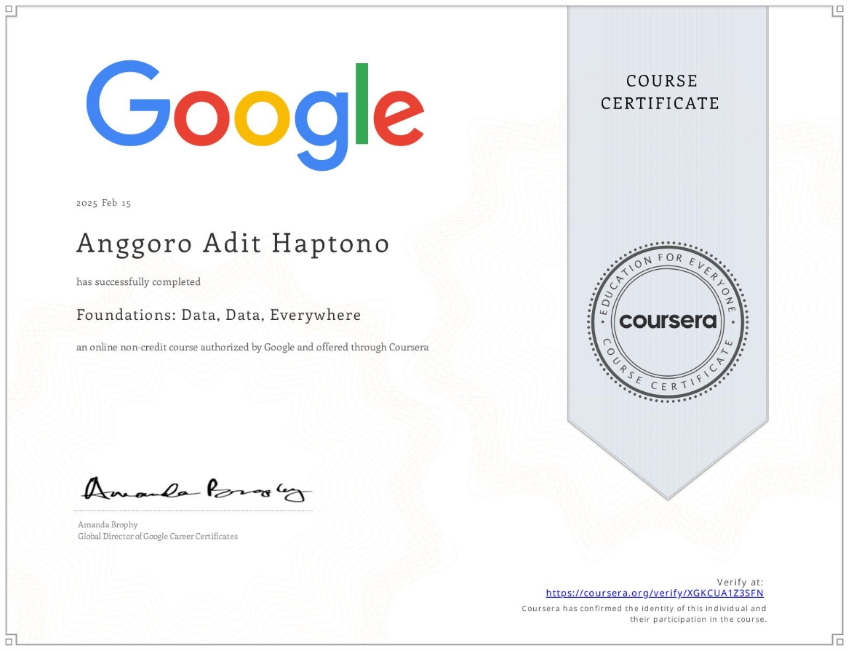 Google
COURSE
CERTIFICATE
2025 Feb 15
Anggoro Adit Haptono
has successfully completed
Foundations: Data, Data, Everywhere
an online non-credit course authorized by Google and offered through Coursera
EDUCATION FOR EVERYONE
coursera
COURSE CERTIFICATE
Amanda Brophy
Amanda Brophy
Global Director of Google Career Certificates
Verify at:
https://coursera.org/verify/XGKCUA1Z3SFN
Coursera has confirmed the identity of this individual and
their participation in the course.